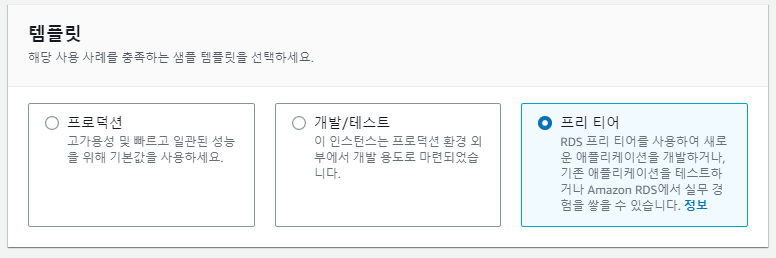 템플릿
해당 사용 사례를 충족하는 샘플 템플릿을 선택하세요.
프로덕션
고가용성 및 빠르고 일관된 성능
을 위해 기본값을 사용하세요.
개발/테스트
이 인스턴스는 프로덕션 환경 외
부에서 개발 용도로 마련되었습
니다.
프리 티어
RDS 프리 티어를 사용하여 새로
운 애플리케이션을 개발하거나,
기존 애플리케이션을 테스트하
거나 Amazon RDS에서 실무 경
험을 쌓을 수 있습니다. 정보